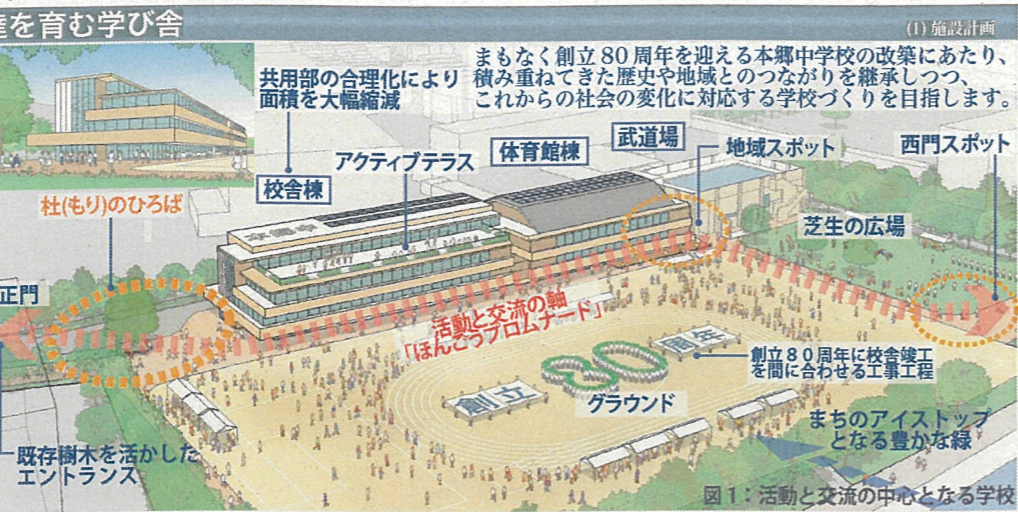 を育む学び舎
(1) 施設計画
まもなく創立80周年を迎える本郷中学校の改築にあたり、
積み重ねてきた歴史や地域とのつながりを継承しつつ、
これからの社会の変化に対応する学校づくりを目指します。
共用部の合理化により
面積を大幅縮減
校舎棟
アクティブテラス
体育館棟
武道場
地域スポット
西門スポット
杜(もり)のひろば
芝生の広場
正門
活動と交流の軸
「ほんごうプロムナード」
創立
80
周年
グラウンド
創立80周年に校舎竣工
を間に合わせる工事工程
まちのアイストップ
となる豊かな緑
既存樹木を活かした
エントランス
図1：活動と交流の中心となる学校